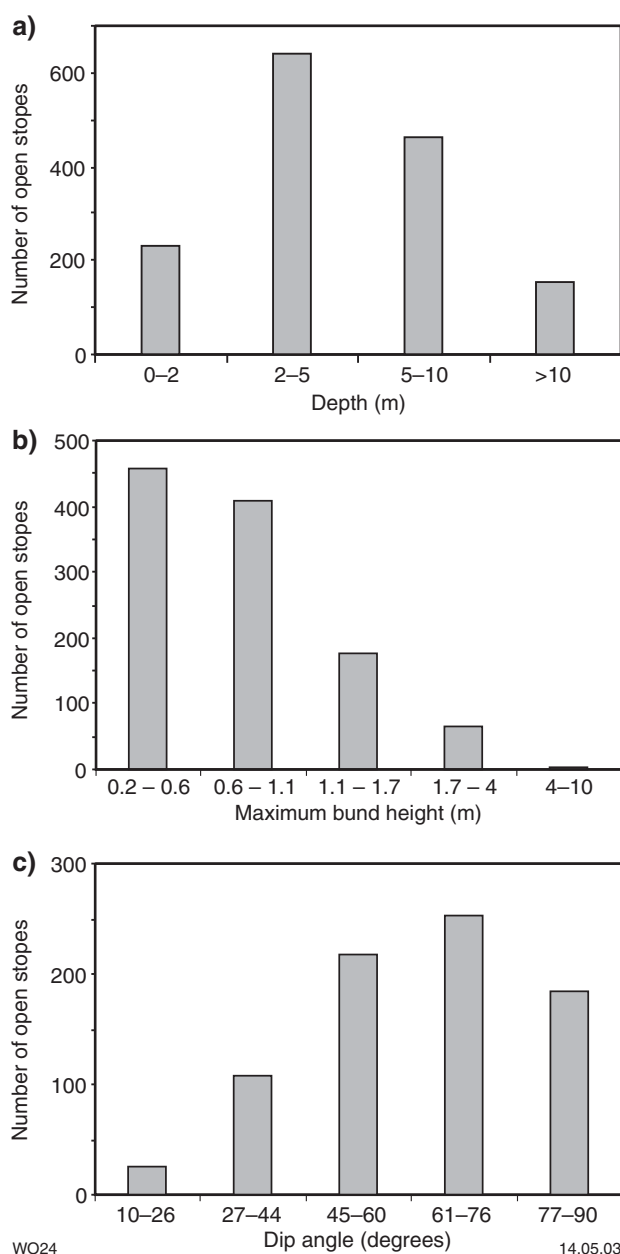 a)
Number of open stopes
600
400
200
0
0–2 2–5 5–10 >10
Depth (m)
b)
Number of open stopes
500
400
300
200
100
0
0.2 – 0.6 0.6 – 1.1 1.1 – 1.7 1.7 – 4 4–10
Maximum bund height (m)
c)
Number of open stopes
300
200
100
0
10–26 27–44 45–60 61–76 77–90
Dip angle (degrees)
WO24 14.05.03